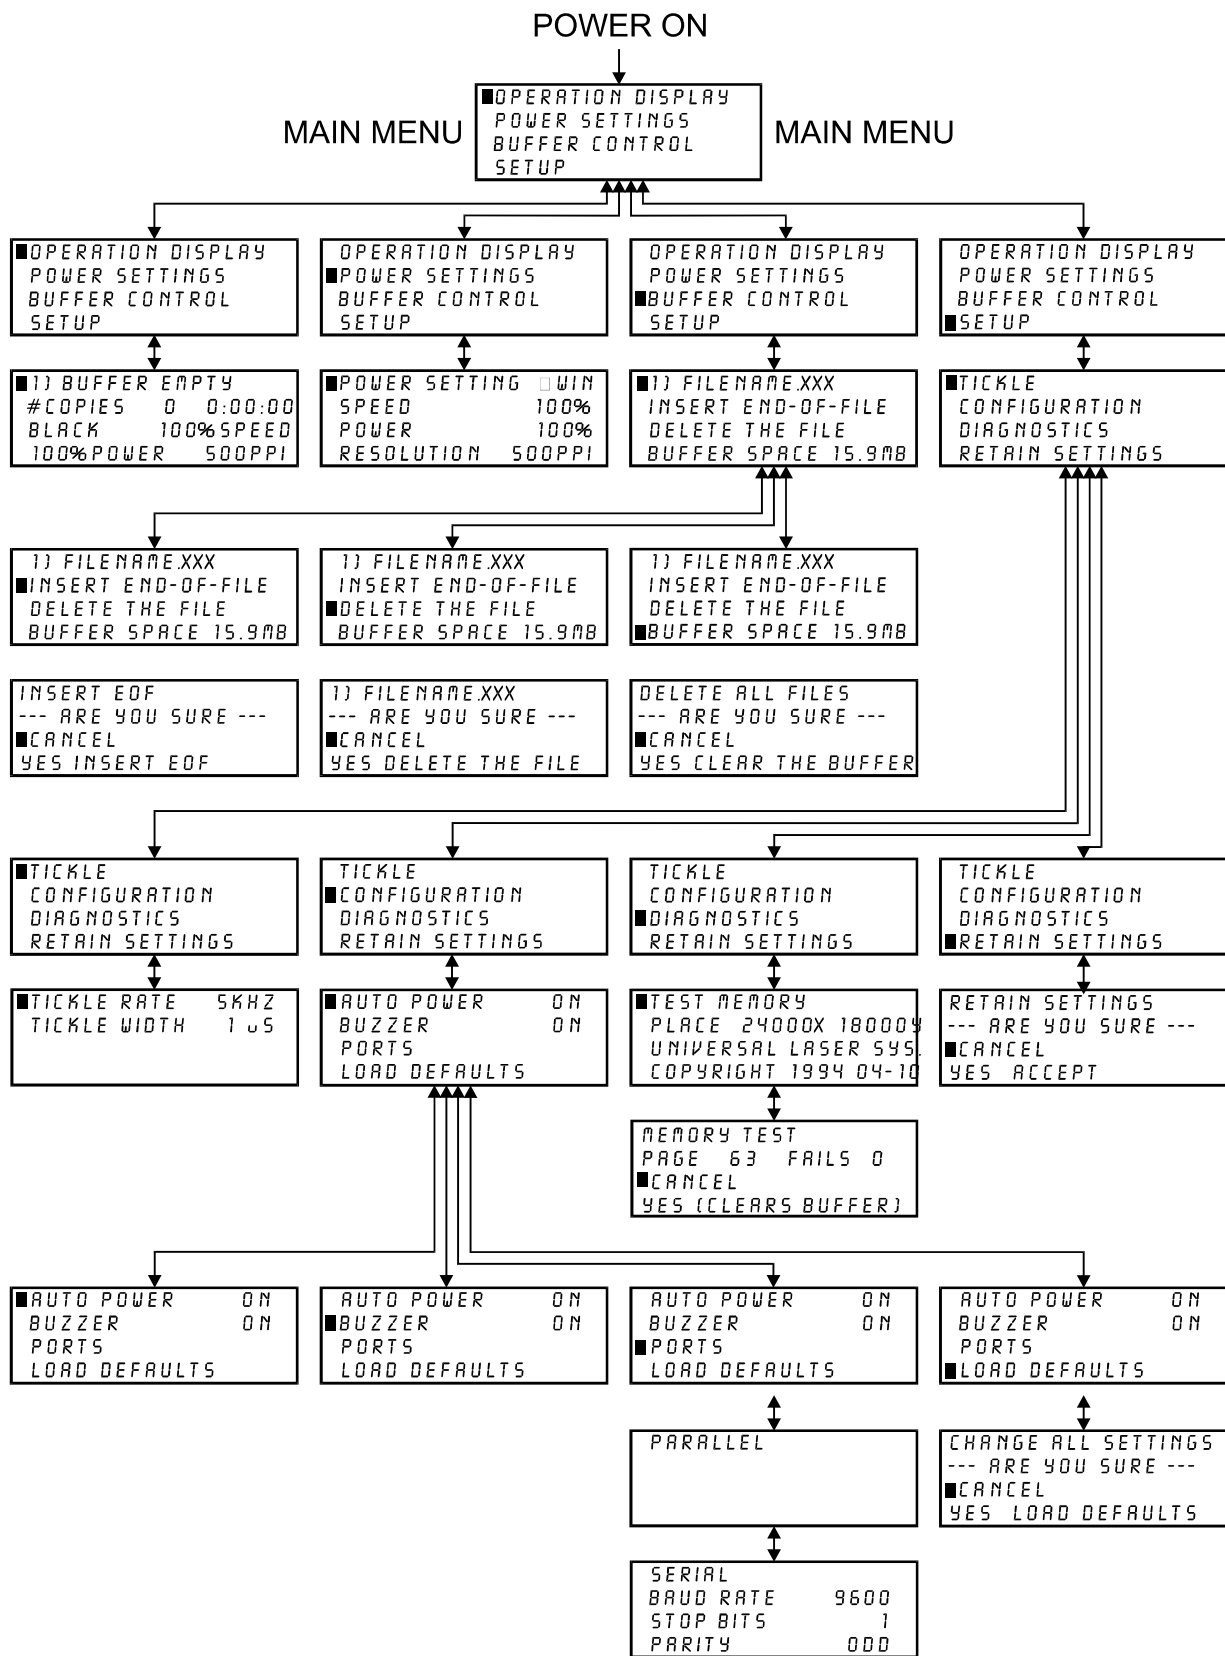 POWER ON
OPERATION DISPLAY
POWER SETTINGS
BUFFER CONTROL
SETUP
MAIN MENU
MAIN MENU
OPERATION DISPLAY
POWER SETTINGS
BUFFER CONTROL
SETUP
OPERATION DISPLAY
POWER SETTINGS
BUFFER CONTROL
SETUP
OPERATION DISPLAY
POWER SETTINGS
BUFFER CONTROL
SETUP
OPERATION DISPLAY
POWER SETTINGS
BUFFER CONTROL
SETUP
1) BUFFER EMPTY
#COPIES 0 0:00:00
BLACK 100% SPEED
100% POWER 500PPI
POWER SETTING WIN
SPEED 100%
POWER 100%
RESOLUTION 500PPI
1) FILENAME.XXX
INSERT END-OF-FILE
DELETE THE FILE
BUFFER SPACE 15.9MB
TICKLE
CONFIGURATION
DIAGNOSTICS
RETAIN SETTINGS
1) FILENAME.XXX
INSERT END-OF-FILE
DELETE THE FILE
BUFFER SPACE 15.9MB
1) FILENAME.XXX
INSERT END-OF-FILE
DELETE THE FILE
BUFFER SPACE 15.9MB
1) FILENAME.XXX
INSERT END-OF-FILE
DELETE THE FILE
BUFFER SPACE 15.9MB
INSERT EOF
--- ARE YOU SURE ---
CANCEL
YES INSERT EOF
1) FILENAME.XXX
--- ARE YOU SURE ---
CANCEL
YES DELETE THE FILE
DELETE ALL FILES
--- ARE YOU SURE ---
CANCEL
YES CLEAR THE BUFFER
TICKLE
CONFIGURATION
DIAGNOSTICS
RETAIN SETTINGS
TICKLE
CONFIGURATION
DIAGNOSTICS
RETAIN SETTINGS
TICKLE
CONFIGURATION
DIAGNOSTICS
RETAIN SETTINGS
TICKLE
CONFIGURATION
DIAGNOSTICS
RETAIN SETTINGS
TICKLE RATE 5KHZ
TICKLE WIDTH 1 uS
AUTO POWER ON
BUZZER ON
PORTS
LOAD DEFAULTS
TEST MEMORY
PLACE 24000X 18000Y
UNIVERSAL LASER SYS.
COPYRIGHT 1994 04-10
RETAIN SETTINGS
--- ARE YOU SURE ---
CANCEL
YES ACCEPT
MEMORY TEST
PAGE 63 FAILS 0
CANCEL
YES (CLEARS BUFFER)
AUTO POWER ON
BUZZER ON
PORTS
LOAD DEFAULTS
AUTO POWER ON
BUZZER ON
PORTS
LOAD DEFAULTS
AUTO POWER ON
BUZZER ON
PORTS
LOAD DEFAULTS
AUTO POWER ON
BUZZER ON
PORTS
LOAD DEFAULTS
PARALLEL
CHANGE ALL SETTINGS
--- ARE YOU SURE ---
CANCEL
YES LOAD DEFAULTS
SERIAL
BAUD RATE 9600
STOP BITS 1
PARITY ODD